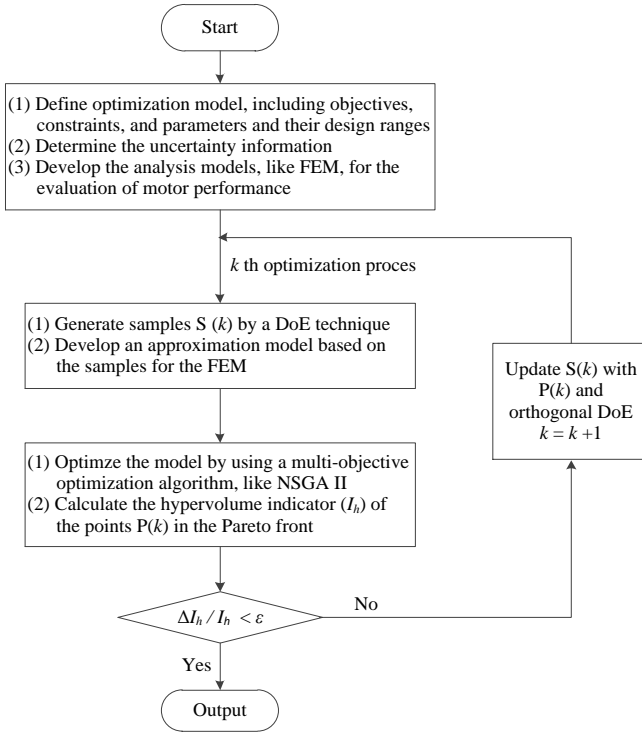 Start
(1) Define optimization model, including objectives,
constraints, and parameters and their design ranges
(2) Determine the uncertainty information
(3) Develop the analysis models, like FEM, for the
evaluation of motor performance
k th optimization proces
(1) Generate samples S (k) by a DoE technique
(2) Develop an approximation model based on
the samples for the FEM
Update S(k) with
P(k) and
orthogonal DoE
k = k +1
(1) Optimze the model by using a multi-objective
optimization algorithm, like NSGA II
(2) Calculate the hypervolume indicator (I_h) of
the points P(k) in the Pareto front
ΔI_h / I_h < ε
No
Yes
Output